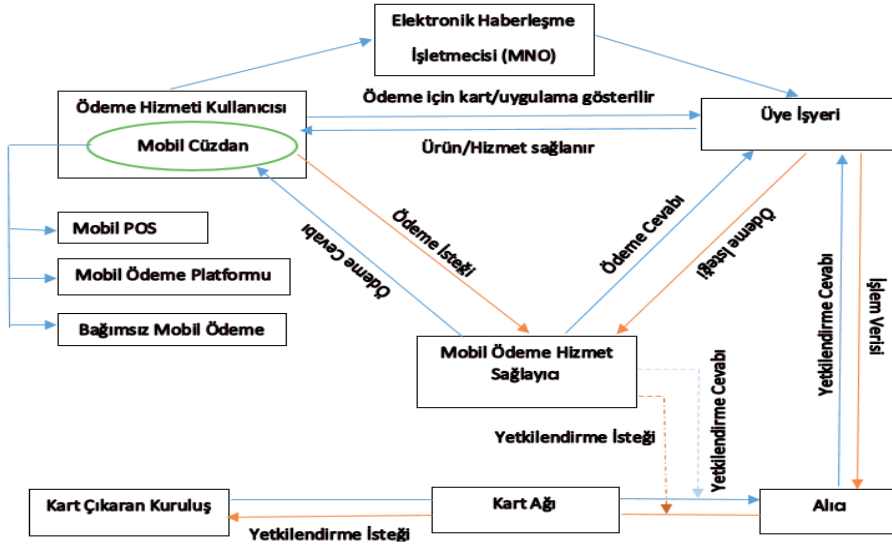 Elektronik Haberleşme
İşletmecisi (MNO)
Ödeme Hizmeti Kullanıcısı
Mobil Cüzdan
Ödeme için kart/uygulama gösterilir
Ürün/Hizmet sağlanır
Üye İşyeri
Mobil POS
Mobil Ödeme Platformu
Bağımsız Mobil Ödeme
Ödeme Cevabı
Ödeme İsteği
Ödeme Cevabı
Ödeme İsteği
Yetkilendirme Cevabı
İşlem Verisi
Mobil Ödeme Hizmet
Sağlayıcı
Yetkilendirme Cevabı
Yetkilendirme İsteği
Kart Çıkaran Kuruluş
Yetkilendirme İsteği
Kart Ağı
Alıcı